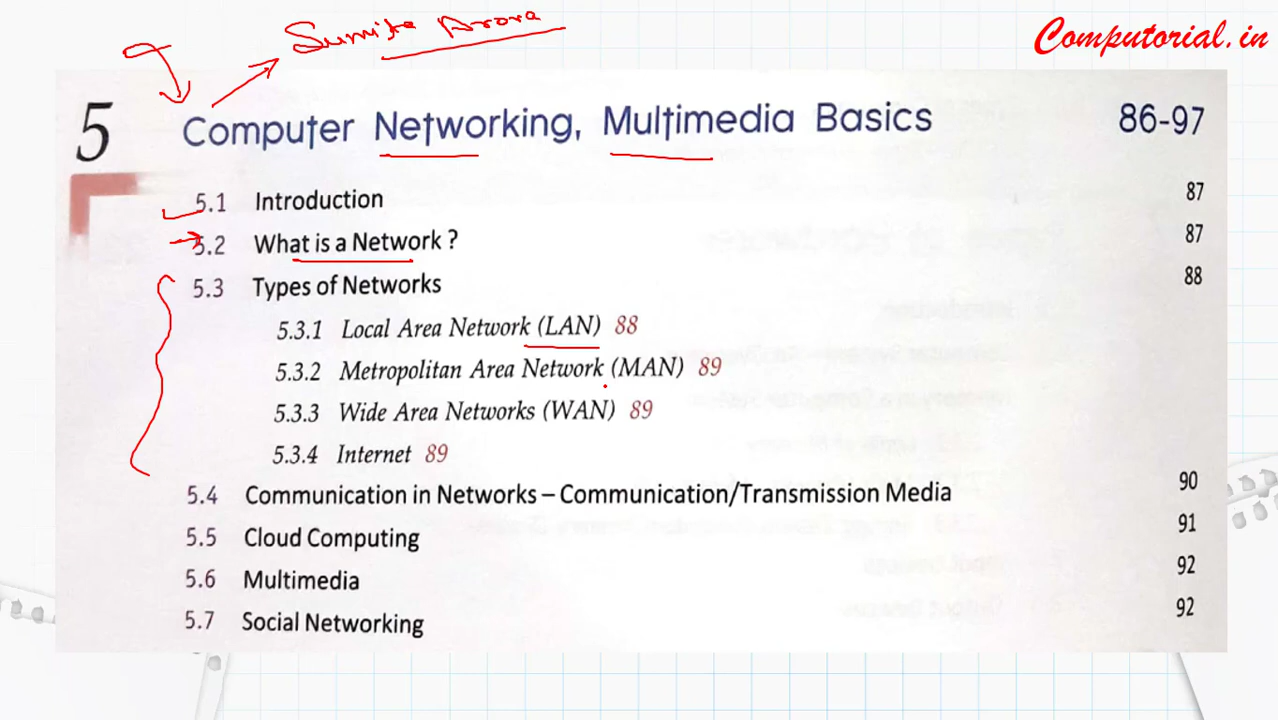 Sumita Arora
Computorial.in
5 Computer Networking, Multimedia Basics 86-97
5.1 Introduction 87
5.2 What is a Network ? 87
5.3 Types of Networks 88
5.3.1 Local Area Network (LAN) 88
5.3.2 Metropolitan Area Network (MAN) 89
5.3.3 Wide Area Networks (WAN) 89
5.3.4 Internet 89
5.4 Communication in Networks – Communication/Transmission Media 90
5.5 Cloud Computing 91
5.6 Multimedia 92
5.7 Social Networking 92